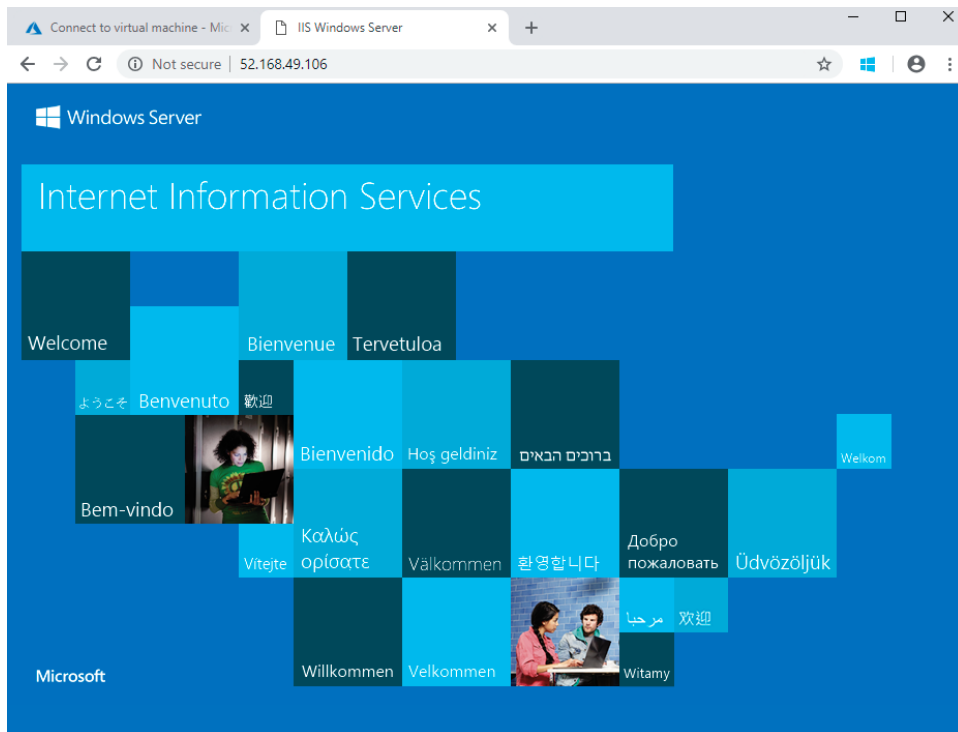 Connect to virtual machine - Mic
IIS Windows Server
Not secure | 52.168.49.106
Windows Server
Internet Information Services
Welcome
Bienvenue
Tervetuloa
ようこそ
Benvenuto
歡迎
Bienvenido
Hoş geldiniz
ברוכים הבאים
Welkom
Bem-vindo
Vítejte
Καλώς
ορίσατε
Välkommen
환영합니다
Добро
пожаловать
Üdvözöljük
مرحبا
欢迎
Willkommen
Velkommen
Witamy
Microsoft